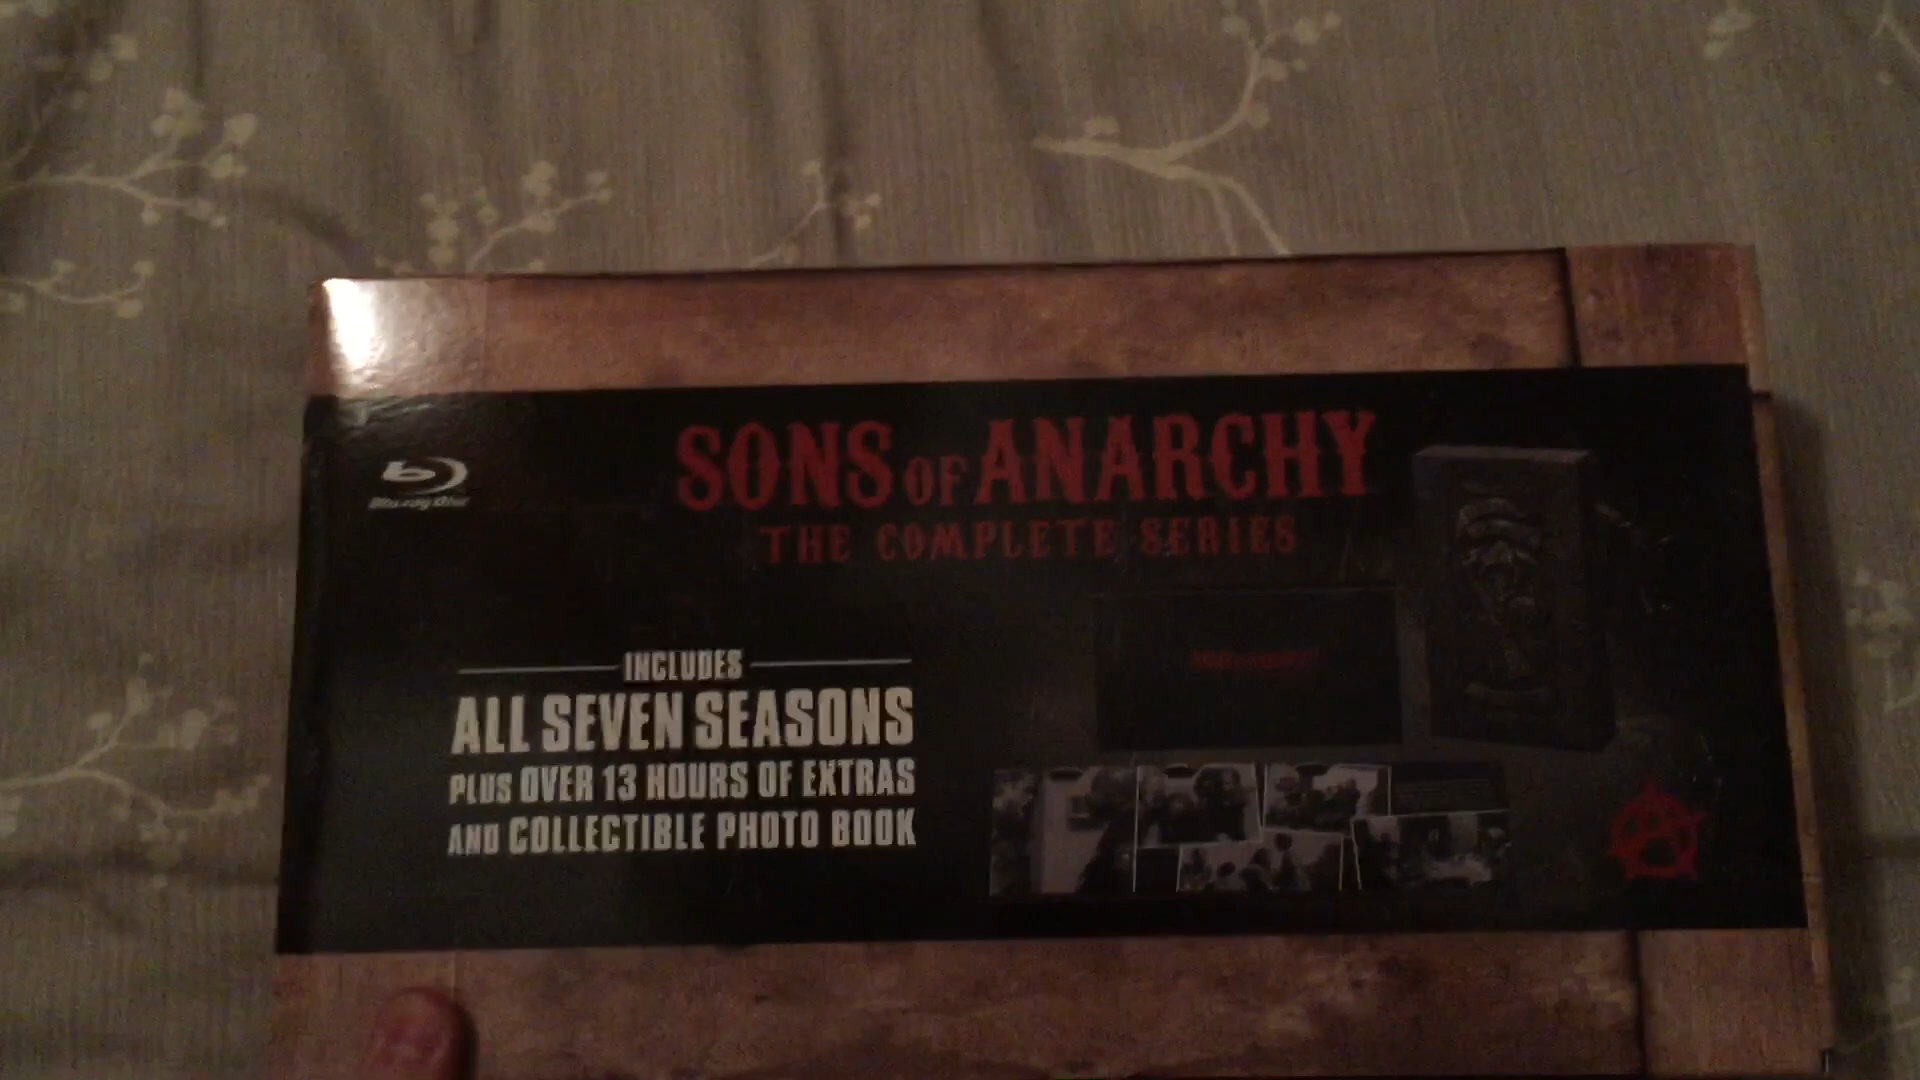 SONS OF ANARCHY
THE COMPLETE SERIES
Blu-ray Disc
INCLUDES
ALL SEVEN SEASONS
PLUS OVER 13 HOURS OF EXTRAS
AND COLLECTIBLE PHOTO BOOK